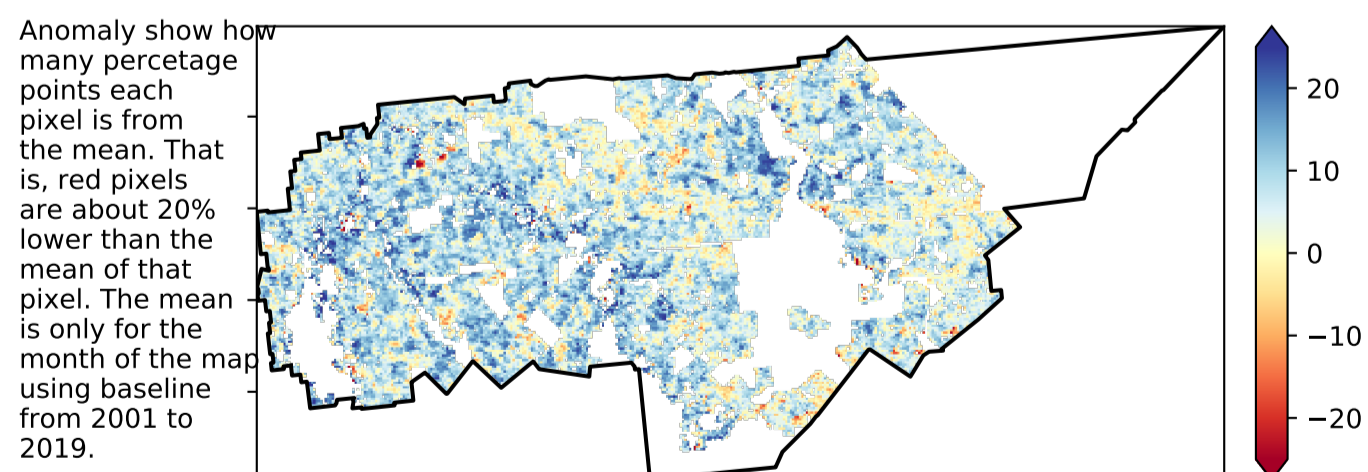 Anomaly show how
many percetage
points each
pixel is from
the mean. That
is, red pixels
are about 20%
lower than the
mean of that
pixel. The mean
is only for the
month of the map
using baseline
from 2001 to
2019.
20
10
0
−10
−20